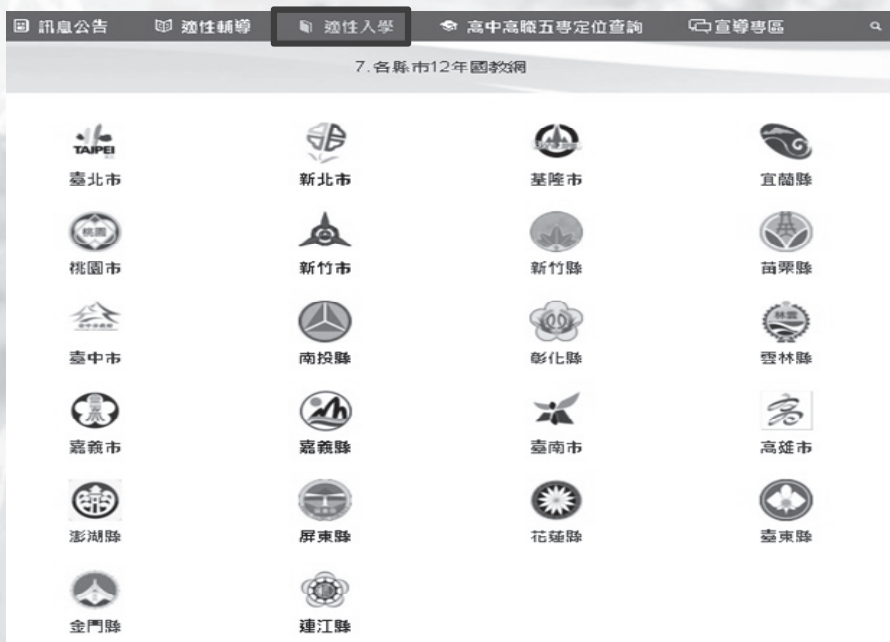 訊息公告 適性輔導 適性入學 高中高職五專定位查詢 宣導專區
7.各縣市12年國教網
TAIPEI
臺北市 新北市 基隆市 宜蘭縣
桃園
桃園市 新竹市 新竹縣 苗栗縣
林雲
臺中市 南投縣 彰化縣 雲林縣
嘉義市 嘉義縣 臺南市 高雄市
澎湖縣 屏東縣 花蓮縣 臺東縣
金門縣 連江縣